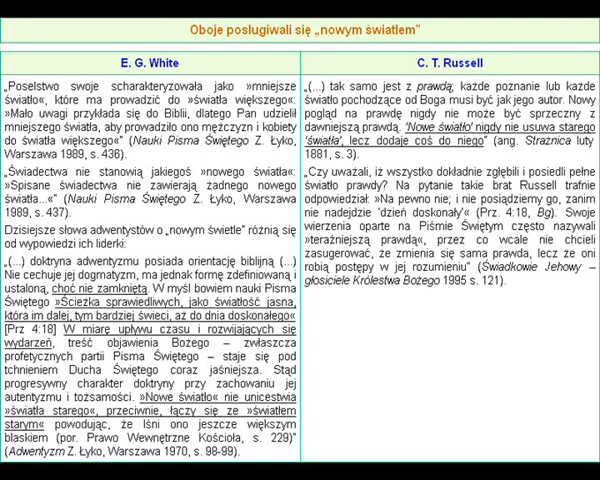 Oboje posługiwali się „nowym światłem”
E. G. White
„Poselstwo swoje scharakteryzowała jako »mniejsze
światło«, które ma prowadzić do »światła większego«:
»Mało uwagi przykłada się do Biblii, dlatego Pan udzielił
mniejszego światła, aby prowadziło ono mężczyzn i kobiety
do światła większego«” (Nauki Pisma Świętego Z. Łyko,
Warszawa 1989, s. 436).
„Świadectwa nie stanowią jakiegoś »nowego światła«:
»Spisane świadectwa nie zawierają żadnego nowego
światła...«” (Nauki Pisma Świętego Z. Łyko, Warszawa
1989, s. 437).
Dzisiejsze słowa adwentystów o „nowym świetle” różnią się
od wypowiedzi ich liderki:
„(...) doktryna adwentyzmu posiada orientację biblijną (...)
Nie cechuje jej dogmatyzm, ma jednak formę zdefiniowaną i
ustaloną, choć nie zamkniętą. W myśl bowiem nauki Pisma
Świętego »Ścieżka sprawiedliwych, jako światłość jasna,
która im dalej, tym bardziej świeci, aż do dnia doskonałego«
[Prz 4:18] W miarę upływu czasu i rozwijających się
wydarzeń, treść objawienia Bożego – zwłaszcza
profetycznych partii Pisma Świętego – staje się pod
tchnieniem Ducha Świętego coraz jaśniejsza. Stąd
progresywny charakter doktryny przy zachowaniu jej
autentyzmu i tożsamości. »Nowe światło« nie unicestwia
»światła starego«, przeciwnie, łączy się ze »światłem
starym« powodując, że lśni ono jeszcze większym
blaskiem (por. Prawo Wewnętrzne Kościoła, s. 229)”
(Adwentyzm Z. Łyko, Warszawa 1970, s. 98-99).
C. T. Russell
„(...) tak samo jest z prawdą, każde poznanie lub każde
światło pochodzące od Boga musi być jak jego autor. Nowy
pogląd na prawdę nigdy nie może być sprzeczny z
dawniejszą prawdą. 'Nowe światło' nigdy nie usuwa starego
'światła', lecz dodaje coś do niego” (ang. Strażnica luty
1881, s. 3).
„Czy uważali, iż wszystko dokładnie zgłębili i posiedli pełne
światło prawdy? Na pytanie takie brat Russell trafnie
odpowiedział: »Na pewno nie; i nie posiądziemy go, zanim
nie nadejdzie 'dzień doskonały'« (Prz. 4:18, Bg). Swoje
wierzenia oparte na Piśmie Świętym często nazywali
»teraźniejszą prawdą«, przez co wcale nie chcieli
zasugerować, że zmienia się sama prawda, lecz że oni
robią postępy w jej rozumieniu” (Świadkowie Jehowy –
głosiciele Królestwa Bożego 1995 s. 121).